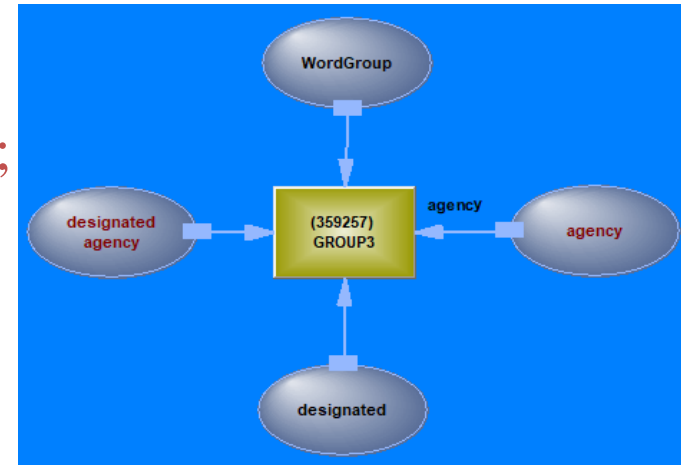 WordGroup
;
designated
agency
(359257)
GROUP3
agency
agency
designated